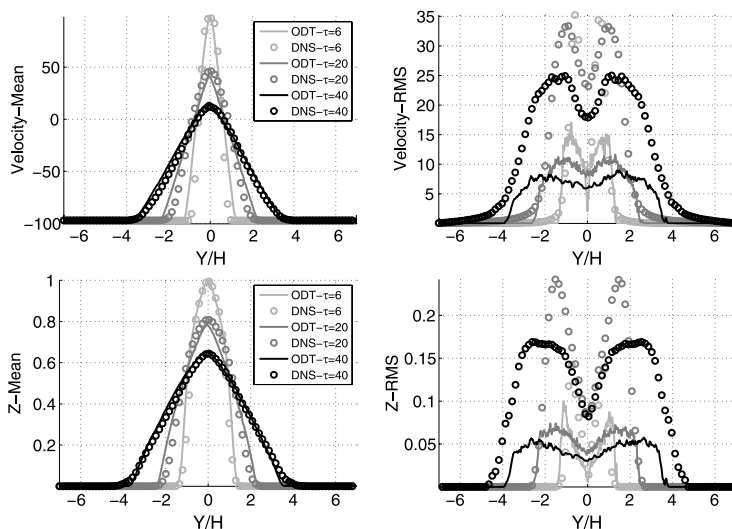 Velocity−Mean
50
0
−50
−100
−6 −4 −2 0 2 4 6
Y/H
ODT−τ=6
DNS−τ=6
ODT−τ=20
DNS−τ=20
ODT−τ=40
DNS−τ=40
Velocity−RMS
35
30
25
20
15
10
5
−6 −4 −2 0 2 4 6
Y/H
Z−Mean
1
0.8
0.6
0.4
0.2
−6 −4 −2 0 2 4 6
Y/H
ODT−τ=6
DNS−τ=6
ODT−τ=20
DNS−τ=20
ODT−τ=40
DNS−τ=40
Z−RMS
0.2
0.15
0.1
0.05
−6 −4 −2 0 2 4 6
Y/H